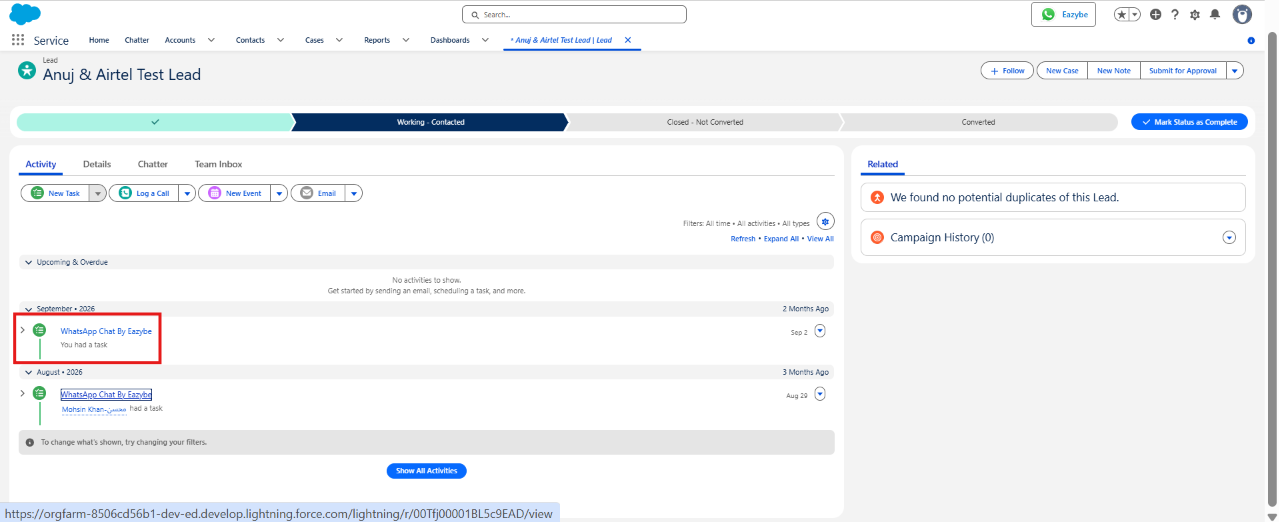 Search...
Eazybe
Service
Home
Chatter
Accounts
Contacts
Cases
Reports
Dashboards
* Anuj & Airtel Test Lead | Lead
Lead
Anuj & Airtel Test Lead
+ Follow
New Case
New Note
Submit for Approval
Working - Contacted
Closed - Not Converted
Converted
Mark Status as Complete
Activity
Details
Chatter
Team Inbox
New Task
Log a Call
New Event
Email
Filters: All time • All activities • All types
Refresh • Expand All • View All
Upcoming & Overdue
No activities to show.
Get started by sending an email, scheduling a task, and more.
September • 2026
2 Months Ago
WhatsApp Chat By Eazybe
Sep 2
You had a task
August • 2026
3 Months Ago
WhatsApp Chat By Eazybe
Aug 29
Mohsin Khan-محسن had a task
To change what's shown, try changing your filters.
Show All Activities
Related
We found no potential duplicates of this Lead.
Campaign History (0)
https://orgfarm-8506cd56b1-dev-ed.develop.lightning.force.com/lightning/r/00Tfj00001BL5c9EAD/view